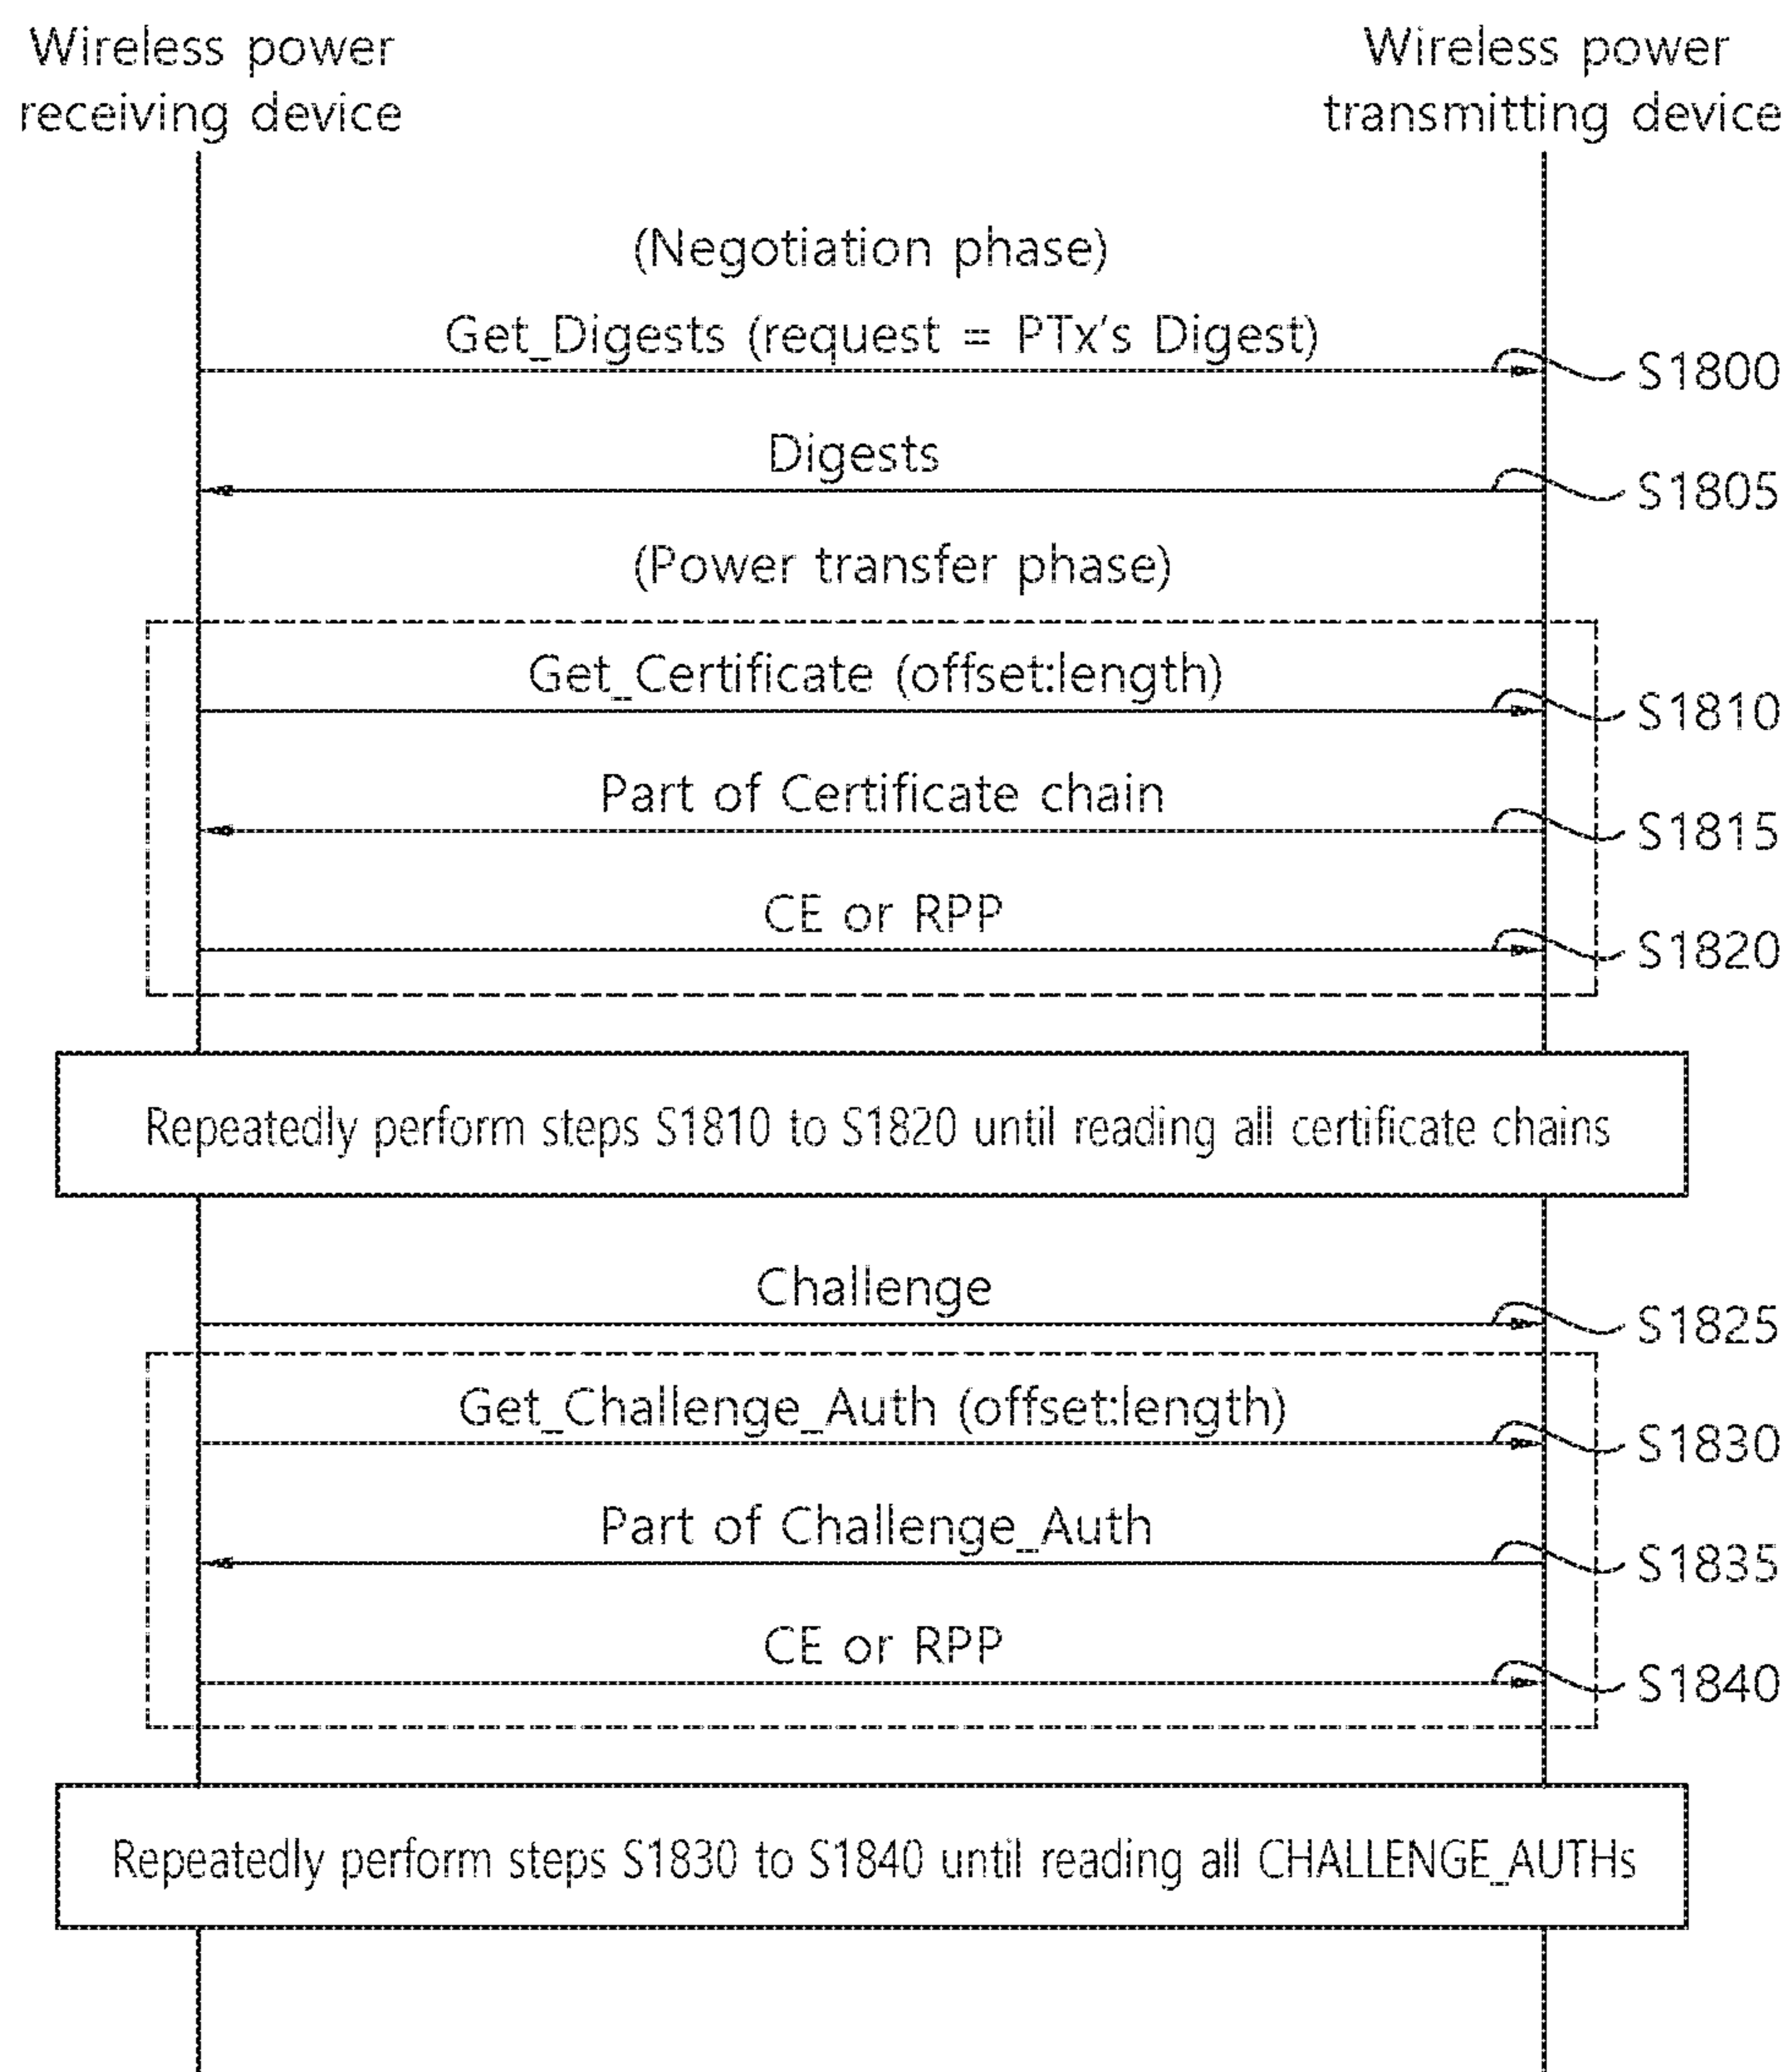 Wireless power
receiving device
Wireless power
transmitting device
(Negotiation phase)
Get_Digests (request = PTx's Digest)
S1800
Digests
S1805
(Power transfer phase)
Get_Certificate (offset:length)
S1810
Part of Certificate chain
S1815
CE or RPP
S1820
Repeatedly perform steps S1810 to S1820 until reading all certificate chains
Challenge
S1825
Get_Challenge_Auth (offset:length)
S1830
Part of Challenge_Auth
S1835
CE or RPP
S1840
Repeatedly perform steps S1830 to S1840 until reading all CHALLENGE_AUTHs